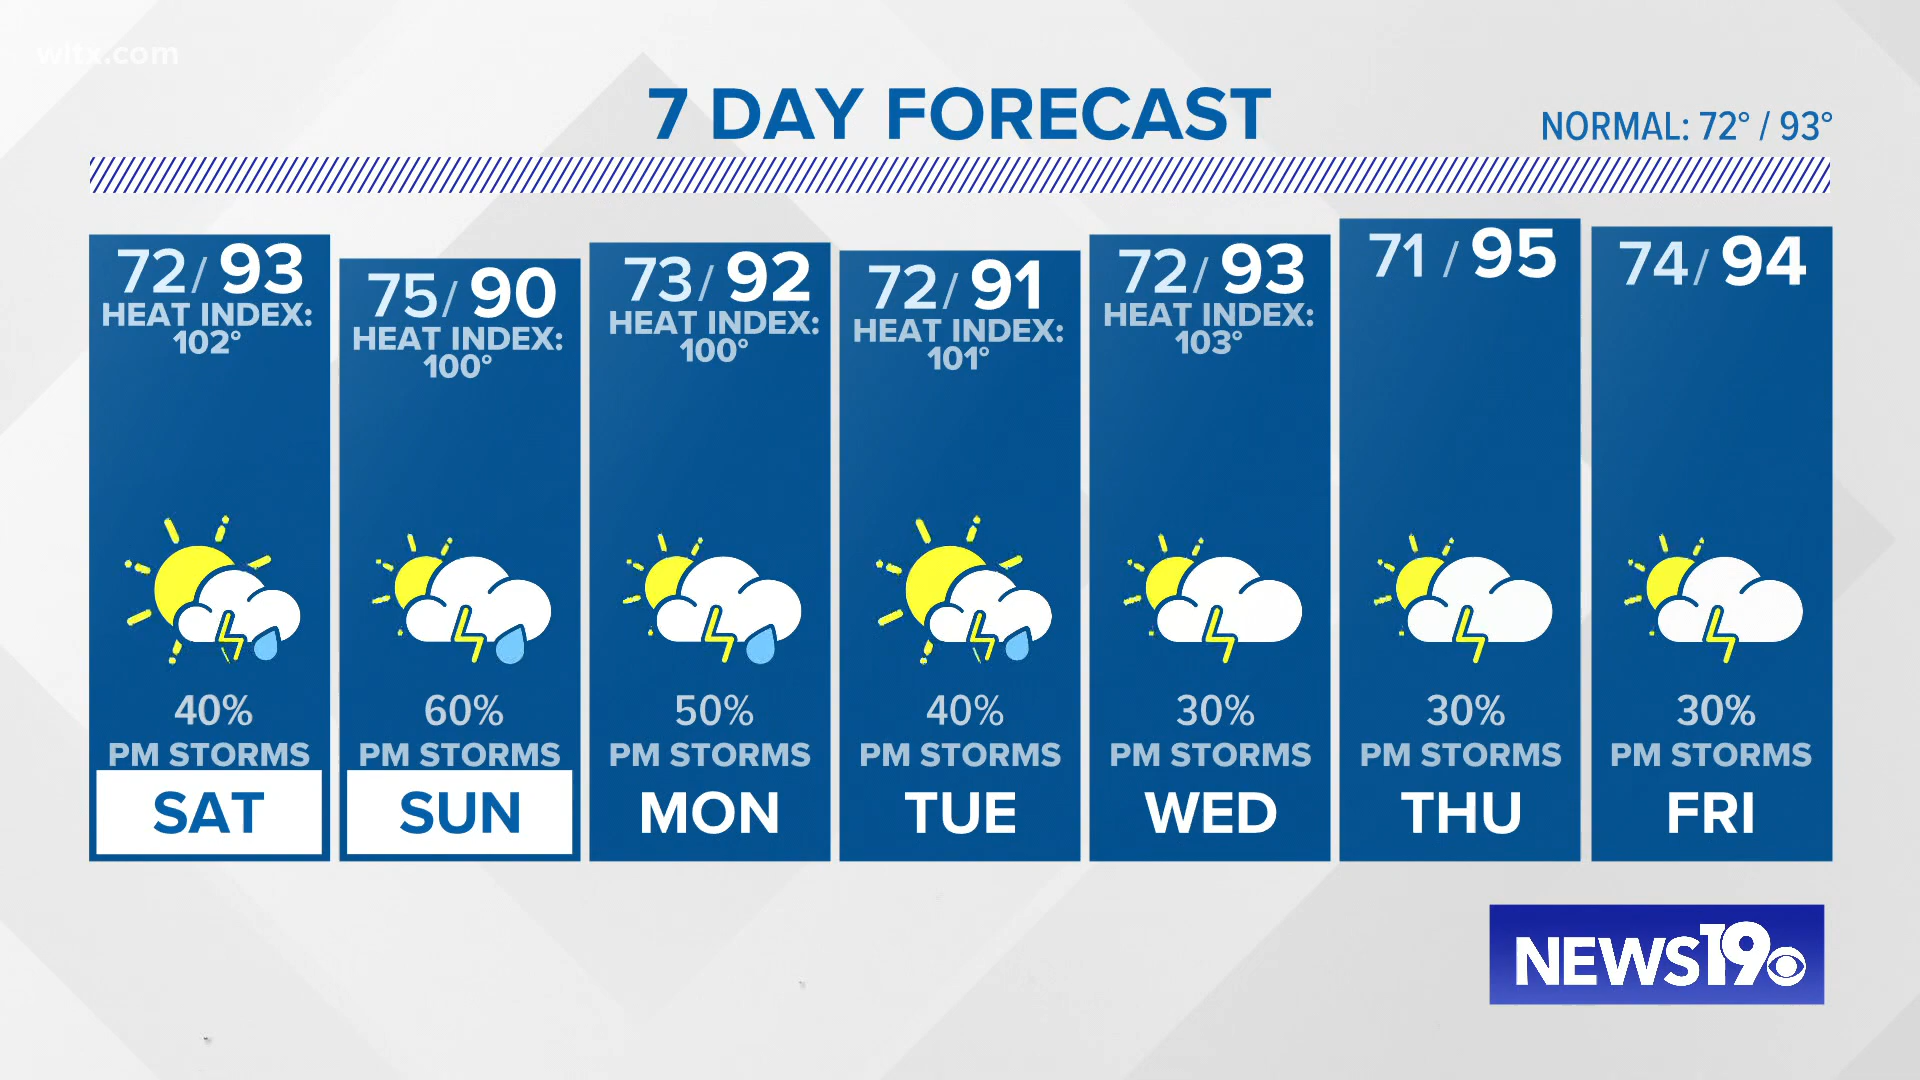 wltx.com
7 DAY FORECAST
NORMAL: 72° / 93°
72/ 93
HEAT INDEX:
102°
40%
PM STORMS
SAT
75/ 90
HEAT INDEX:
100°
60%
PM STORMS
SUN
73/ 92
HEAT INDEX:
100°
50%
PM STORMS
MON
72/ 91
HEAT INDEX:
101°
40%
PM STORMS
TUE
72/ 93
HEAT INDEX:
103°
30%
PM STORMS
WED
71 / 95
30%
PM STORMS
THU
74/ 94
30%
PM STORMS
FRI
NEWS19